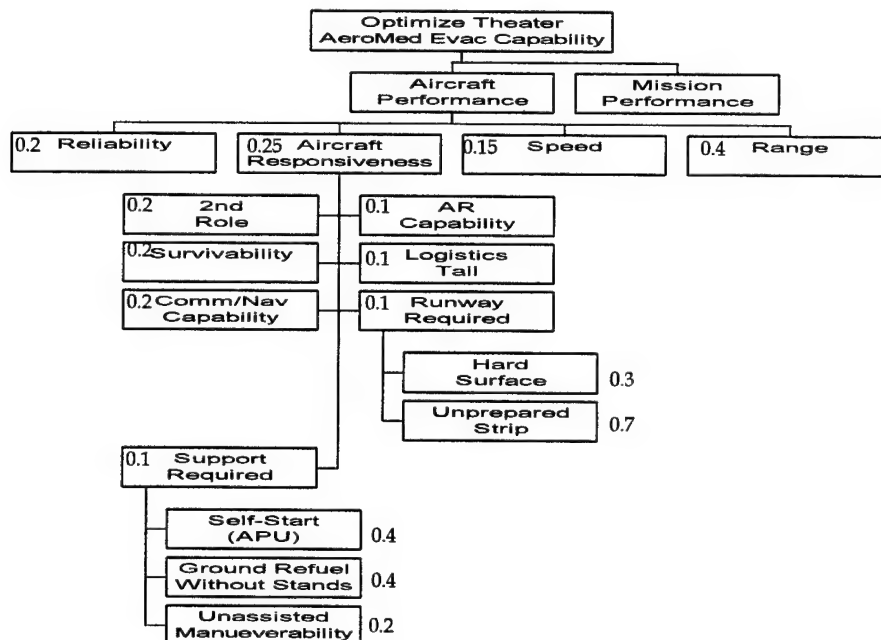 Optimize Theater
AeroMed Evac Capability
Aircraft
Performance
Mission
Performance
0.2 Reliability
0.25 Aircraft
Responsiveness
0.15 Speed
0.4 Range
0.2 2nd
Role
0.1 AR
Capability
0.2 Survivability
0.1 Logistics
Tail
0.2 Comm/Nav
Capability
0.1 Runway
Required
Hard
Surface 0.3
Unprepared
Strip 0.7
0.1 Support
Required
Self-Start
(APU) 0.4
Ground Refuel
Without Stands 0.4
Unassisted
Manueverability 0.2